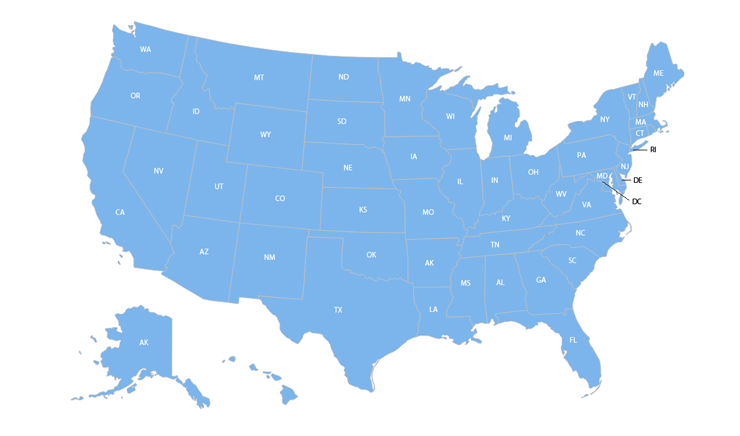 WA
ME
MT
ND
VT
OR
MN
NH
ID
WI
NY
MA
SD
CT
WY
MI
RI
IA
PA
NV
NE
NJ
OH
MD
UT
IL
IN
DE
CO
WV
DC
CA
KS
MO
VA
KY
NC
TN
AZ
OK
NM
AK
SC
MS
AL
GA
TX
LA
FL
AK